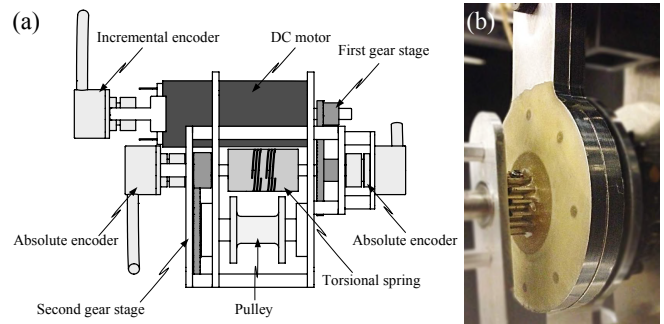 (a)
Incremental encoder
DC motor
First gear stage
Absolute encoder
Absolute encoder
Torsional spring
Second gear stage
Pulley
(b)